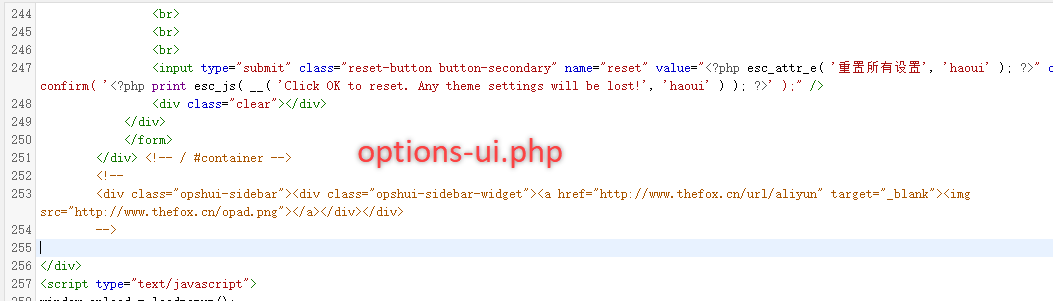 244 <br>
245 <br>
246 <br>
247 <input type="submit" class="reset-button button-secondary" name="reset" value="<?php esc_attr_e( '重置所有设置', 'haoui' ); ?>"
confirm( '<?php print esc_js( __( 'Click OK to reset. Any theme settings will be lost!', 'haoui' ) ); ?>' );" />
248 <div class="clear"></div>
249 </div>
250 </form>
251 </div> <!-- / #container -->
options-ui.php
252 <!--
253 <div class="opshui-sidebar"><div class="opshui-sidebar-widget"><a href="http://www.thefox.cn/url/aliyun" target="_blank"><img
src="http://www.thefox.cn/opad.png"></a></div></div>
254 -->
255
256 </div>
257 <script type="text/javascript">